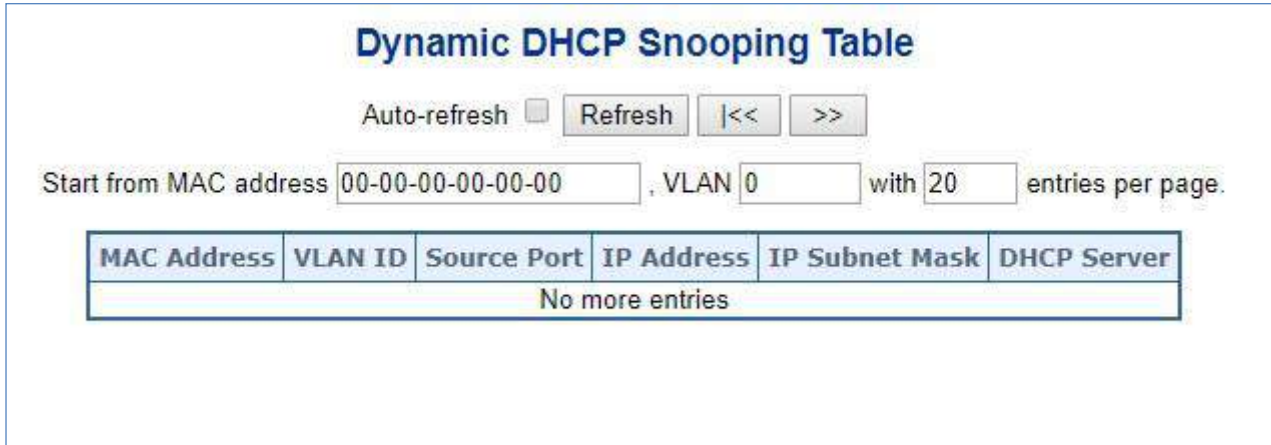 Dynamic DHCP Snooping Table
Auto-refresh Refresh |<< >>
Start from MAC address 00-00-00-00-00-00 , VLAN 0 with 20 entries per page.
MAC Address VLAN ID Source Port IP Address IP Subnet Mask DHCP Server
No more entries